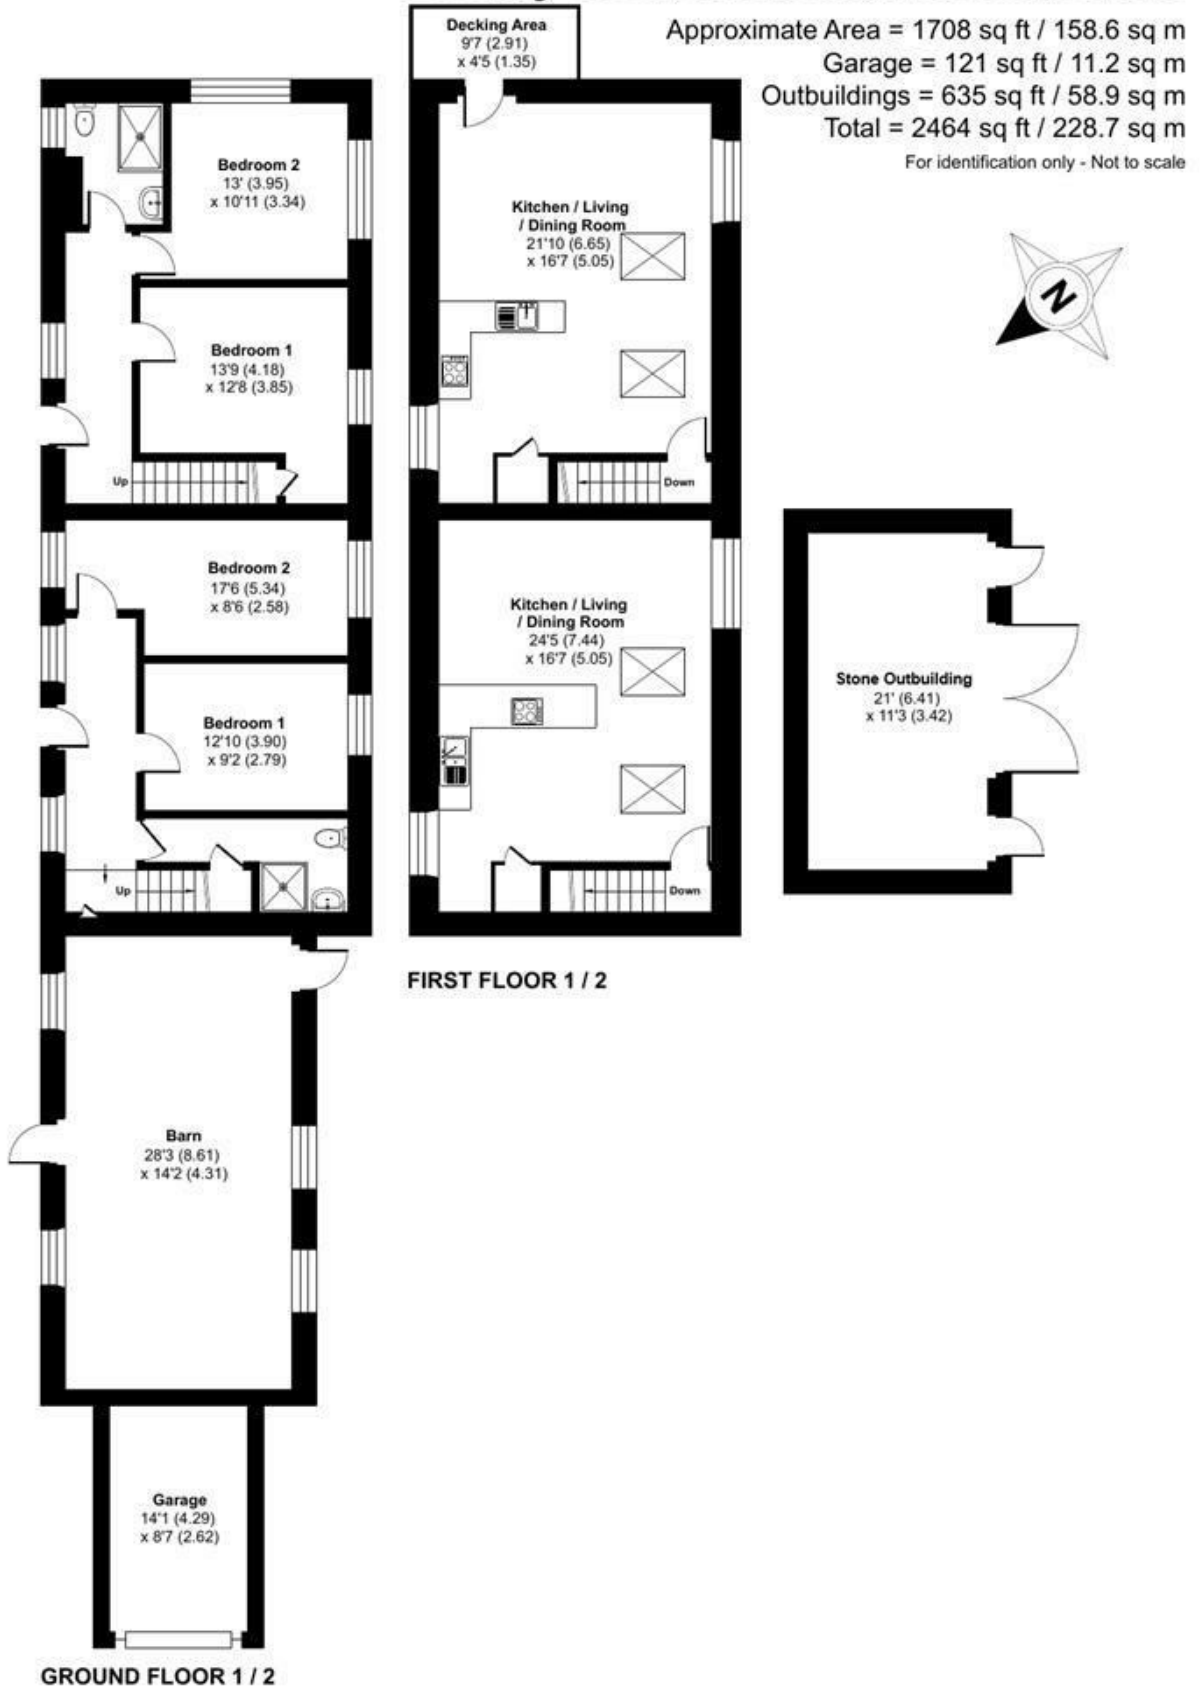 Approximate Area = 1708 sq ft / 158.6 sq m
Garage = 121 sq ft / 11.2 sq m
Outbuildings = 635 sq ft / 58.9 sq m
Total = 2464 sq ft / 228.7 sq m
For identification only - Not to scale
N
Decking Area
9'7 (2.91)
x 4'5 (1.35)
Bedroom 2
13' (3.95)
x 10'11 (3.34)
Bedroom 1
13'9 (4.18)
x 12'8 (3.85)
Up
Bedroom 2
17'6 (5.34)
x 8'6 (2.58)
Bedroom 1
12'10 (3.90)
x 9'2 (2.79)
Up
Barn
28'3 (8.61)
x 14'2 (4.31)
Garage
14'1 (4.29)
x 8'7 (2.62)
GROUND FLOOR 1 / 2
Kitchen / Living
/ Dining Room
21'10 (6.65)
x 16'7 (5.05)
Down
Kitchen / Living
/ Dining Room
24'5 (7.44)
x 16'7 (5.05)
Down
FIRST FLOOR 1 / 2
Stone Outbuilding
21' (6.41)
x 11'3 (3.42)